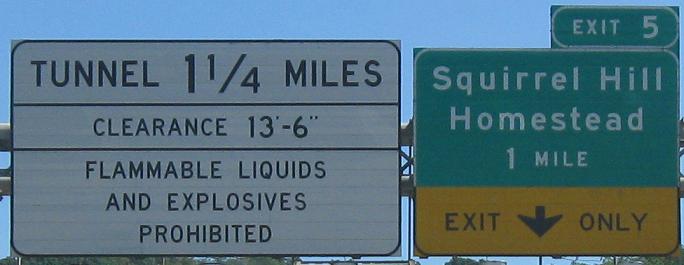 TUNNEL 1 1/4 MILES
CLEARANCE 13'-6"
FLAMMABLE LIQUIDS
AND EXPLOSIVES
PROHIBITED
EXIT 5
Squirrel Hill
Homestead
1 MILE
EXIT ONLY